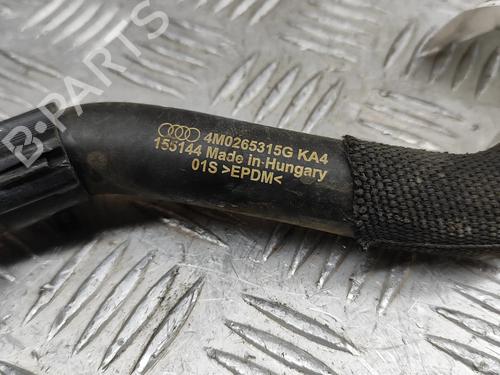 B-PARTS
4M0265315G KA4
155144 Made in Hungary
01S >EPDM<